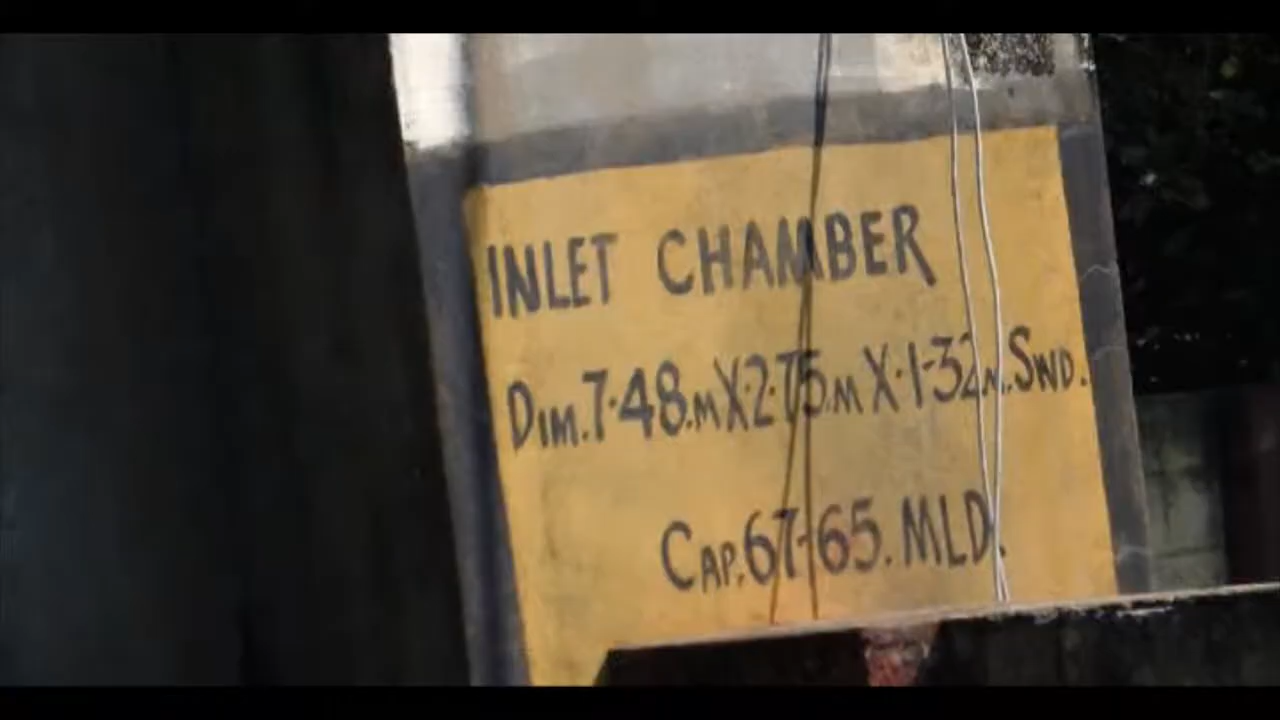 INLET CHAMBER
DIM.7·48.M X 2·75.M X·1-32M.SWD.
CAP.67-65. MLD.